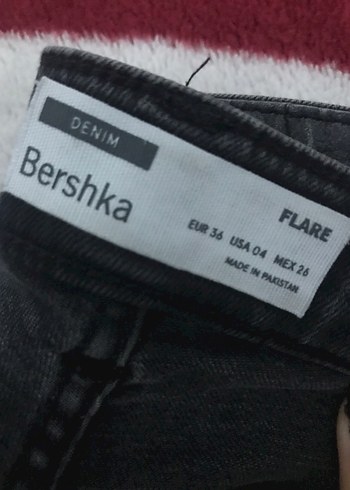 DENIM
Bershka
FLARE
EUR 36 USA 04 MEX 26
MADE IN PAKISTAN